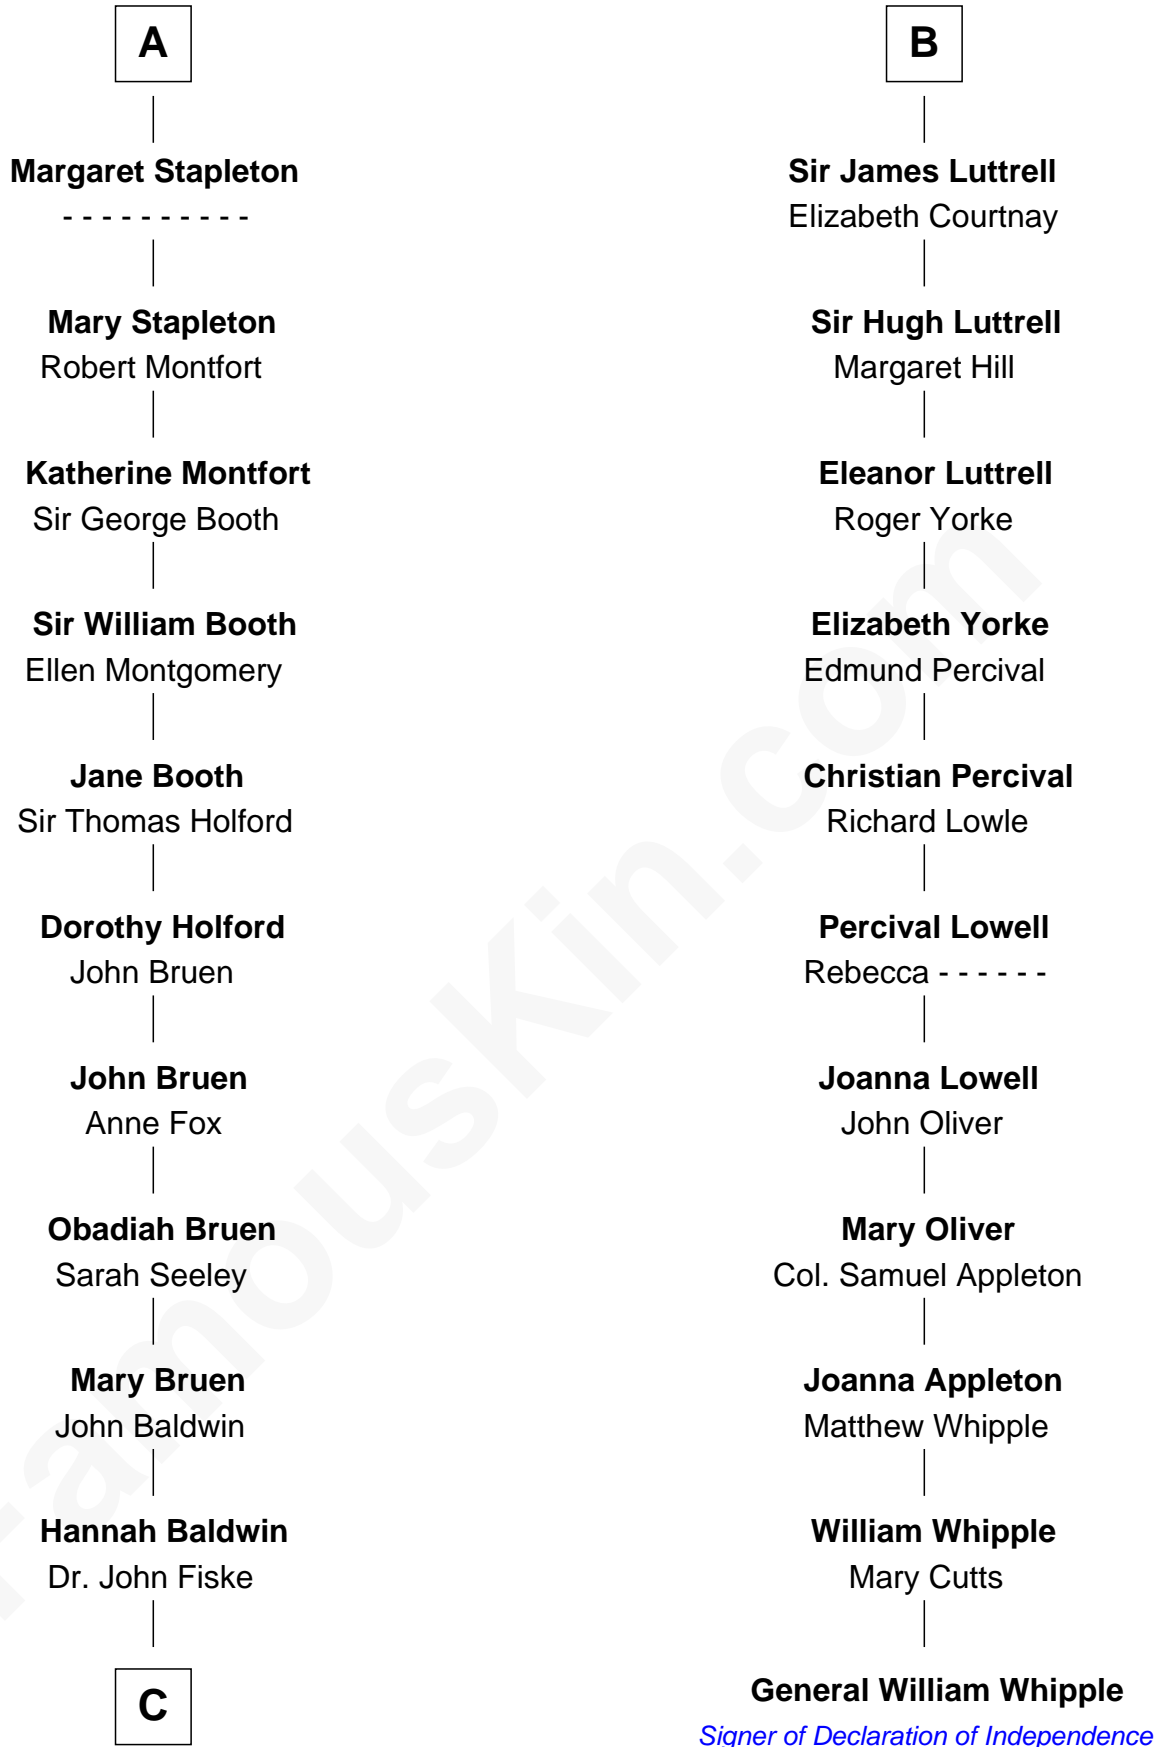 A
Margaret Stapleton
- - - - - - - - - -
Mary Stapleton
Robert Montfort
Katherine Montfort
Sir George Booth
Sir William Booth
Ellen Montgomery
Jane Booth
Sir Thomas Holford
Dorothy Holford
John Bruen
John Bruen
Anne Fox
Obadiah Bruen
Sarah Seeley
Mary Bruen
John Baldwin
Hannah Baldwin
Dr. John Fiske
C
B
Sir James Luttrell
Elizabeth Courtnay
Sir Hugh Luttrell
Margaret Hill
Eleanor Luttrell
Roger Yorke
Elizabeth Yorke
Edmund Percival
Christian Percival
Richard Lowle
Percival Lowell
Rebecca - - - - - -
Joanna Lowell
John Oliver
Mary Oliver
Col. Samuel Appleton
Joanna Appleton
Matthew Whipple
William Whipple
Mary Cutts
General William Whipple
Signer of Declaration of Independence
FamousKin.com